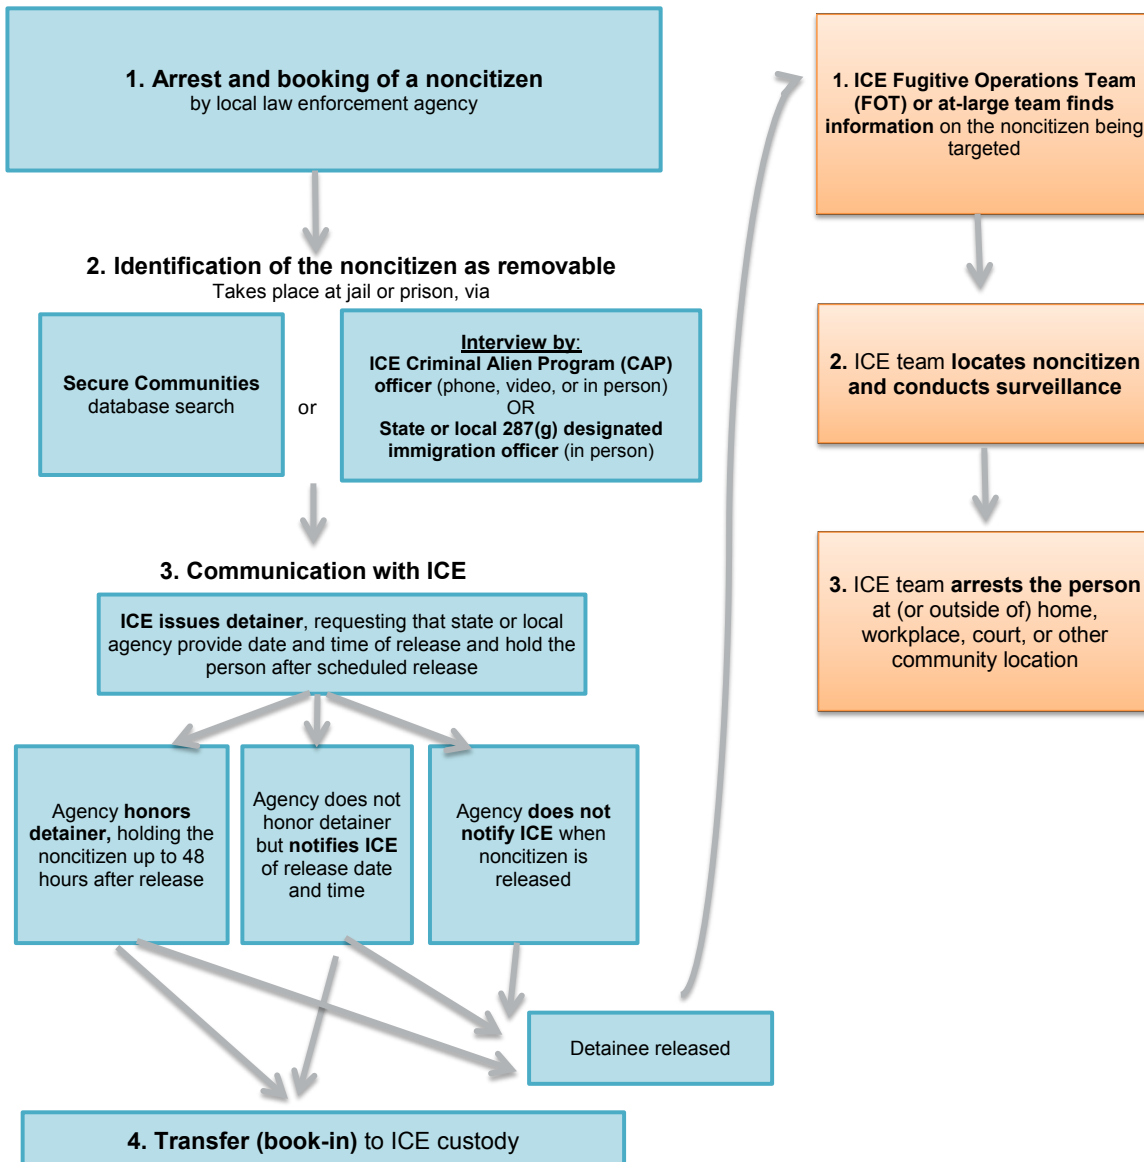 1. Arrest and booking of a noncitizen
by local law enforcement agency
2. Identification of the noncitizen as removable
Takes place at jail or prison, via
Secure Communities
database search
or
Interview by:
ICE Criminal Alien Program (CAP)
officer (phone, video, or in person)
OR
State or local 287(g) designated
immigration officer (in person)
3. Communication with ICE
ICE issues detainer, requesting that state or local
agency provide date and time of release and hold the
person after scheduled release
Agency honors
detainer, holding the
noncitizen up to 48
hours after release
Agency does not
honor detainer
but notifies ICE
of release date
and time
Agency does not
notify ICE when
noncitizen is
released
Detainee released
4. Transfer (book-in) to ICE custody
1. ICE Fugitive Operations Team
(FOT) or at-large team finds
information on the noncitizen being
targeted
2. ICE team locates noncitizen
and conducts surveillance
3. ICE team arrests the person
at (or outside of) home,
workplace, court, or other
community location